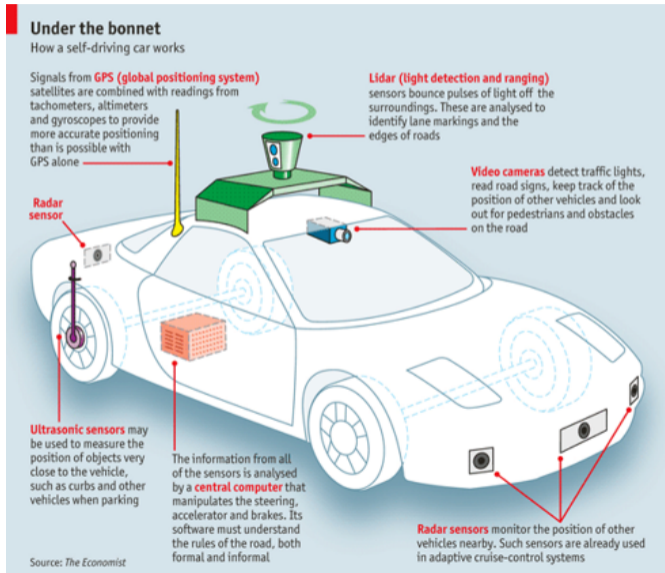 Under the bonnet
How a self-driving car works
Signals from GPS (global positioning system)
satellites are combined with readings from
tachometers, altimeters
and gyroscopes to provide
more accurate positioning
than is possible with
GPS alone
Lidar (light detection and ranging)
sensors bounce pulses of light off the
surroundings. These are analysed to
identify lane markings and the
edges of roads
Video cameras detect traffic lights,
read road signs, keep track of the
position of other vehicles and look
out for pedestrians and obstacles
on the road
Radar
sensor
Ultrasonic sensors may
be used to measure the
position of objects very
close to the vehicle,
such as curbs and other
vehicles when parking
The information from all
of the sensors is analysed
by a central computer that
manipulates the steering,
accelerator and brakes. Its
software must understand
the rules of the road, both
formal and informal
Radar sensors monitor the position of other
vehicles nearby. Such sensors are already used
in adaptive cruise-control systems
Source: The Economist